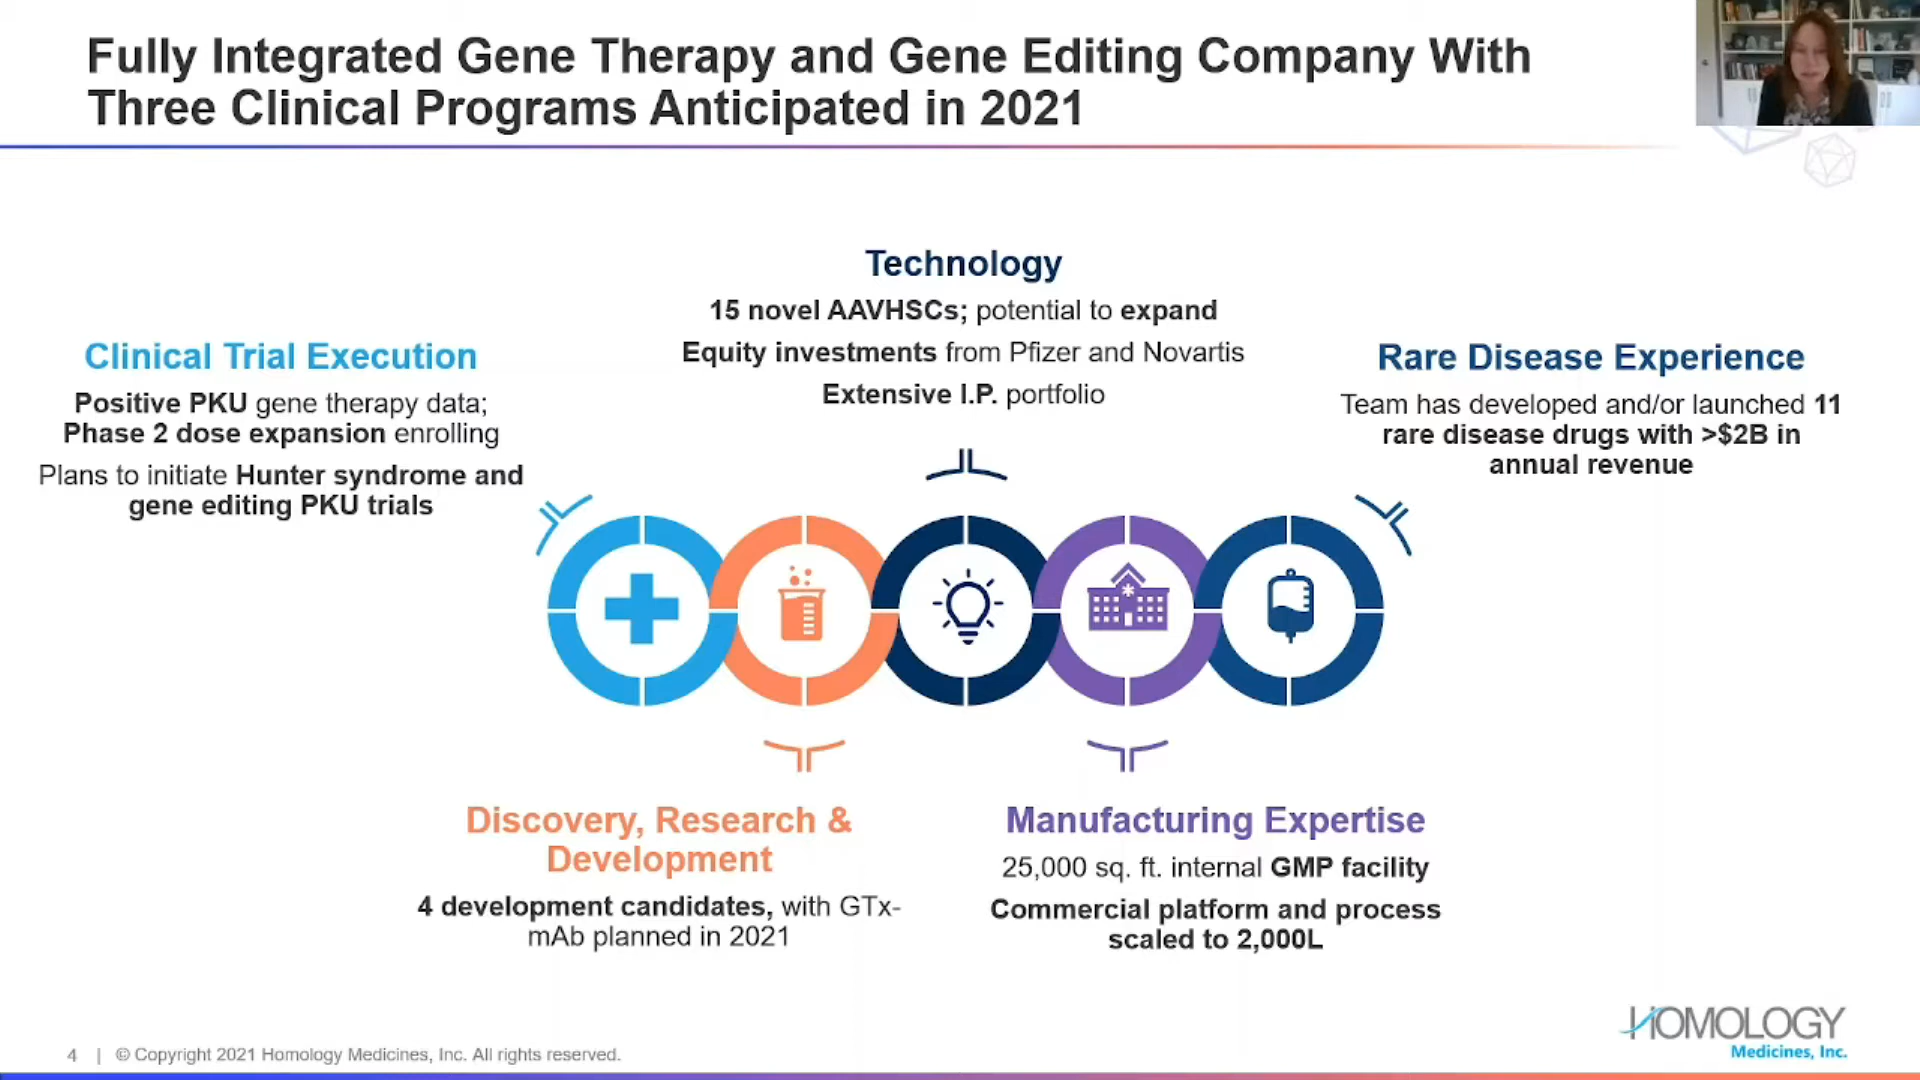 Fully Integrated Gene Therapy and Gene Editing Company With
Three Clinical Programs Anticipated in 2021
Technology
15 novel AAVHSCs; potential to expand
Equity investments from Pfizer and Novartis
Extensive I.P. portfolio
Clinical Trial Execution
Positive PKU gene therapy data;
Phase 2 dose expansion enrolling
Plans to initiate Hunter syndrome and
gene editing PKU trials
Rare Disease Experience
Team has developed and/or launched 11
rare disease drugs with >$2B in
annual revenue
Discovery, Research &
Development
4 development candidates, with GTx-
mAb planned in 2021
Manufacturing Expertise
25,000 sq. ft. internal GMP facility
Commercial platform and process
scaled to 2,000L
4 | © Copyright 2021 Homology Medicines, Inc. All rights reserved.
HOMOLOGY
Medicines, Inc.